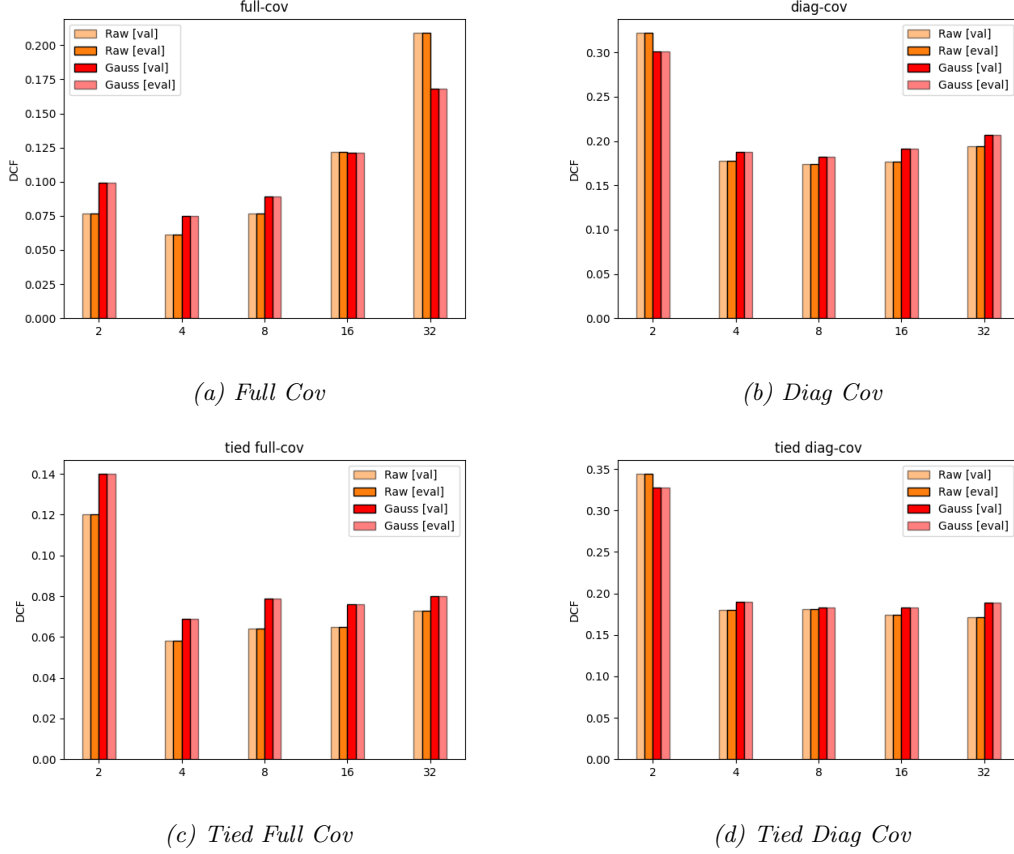 full-cov
DCF
0.200
0.175
0.150
0.125
0.100
0.075
0.050
0.025
0.000
Raw [val]
Raw [eval]
Gauss [val]
Gauss [eval]
2 4 8 16 32
(a) Full Cov
diag-cov
DCF
0.30
0.25
0.20
0.15
0.10
0.05
0.00
Raw [val]
Raw [eval]
Gauss [val]
Gauss [eval]
2 4 8 16 32
(b) Diag Cov
tied full-cov
DCF
0.14
0.12
0.10
0.08
0.06
0.04
0.02
0.00
Raw [val]
Raw [eval]
Gauss [val]
Gauss [eval]
2 4 8 16 32
(c) Tied Full Cov
tied diag-cov
DCF
0.35
0.30
0.25
0.20
0.15
0.10
0.05
0.00
Raw [val]
Raw [eval]
Gauss [val]
Gauss [eval]
2 4 8 16 32
(d) Tied Diag Cov